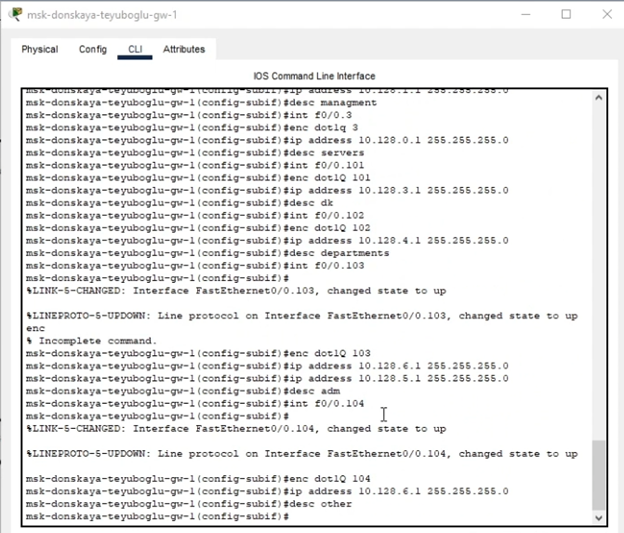 msk-donskaya-teyuboglu-gw-1
Physical Config CLI Attributes
IOS Command Line Interface
msk-donskaya-teyuboglu-gw-1(config-subif)#ip address 10.128.1.1 255.255.255.0
msk-donskaya-teyuboglu-gw-1(config-subif)#desc managment
msk-donskaya-teyuboglu-gw-1(config-subif)#int f0/0.3
msk-donskaya-teyuboglu-gw-1(config-subif)#enc dot1q 3
msk-donskaya-teyuboglu-gw-1(config-subif)#ip address 10.128.0.1 255.255.255.0
msk-donskaya-teyuboglu-gw-1(config-subif)#desc servers
msk-donskaya-teyuboglu-gw-1(config-subif)#int f0/0.101
msk-donskaya-teyuboglu-gw-1(config-subif)#enc dot1Q 101
msk-donskaya-teyuboglu-gw-1(config-subif)#ip address 10.128.3.1 255.255.255.0
msk-donskaya-teyuboglu-gw-1(config-subif)#desc dk
msk-donskaya-teyuboglu-gw-1(config-subif)#int f0/0.102
msk-donskaya-teyuboglu-gw-1(config-subif)#enc dot1Q 102
msk-donskaya-teyuboglu-gw-1(config-subif)#ip address 10.128.4.1 255.255.255.0
msk-donskaya-teyuboglu-gw-1(config-subif)#desc departments
msk-donskaya-teyuboglu-gw-1(config-subif)#int f0/0.103
msk-donskaya-teyuboglu-gw-1(config-subif)#
%LINK-5-CHANGED: Interface FastEthernet0/0.103, changed state to up
%LINEPROTO-5-UPDOWN: Line protocol on Interface FastEthernet0/0.103, changed state to up
enc
% Incomplete command.
msk-donskaya-teyuboglu-gw-1(config-subif)#enc dot1Q 103
msk-donskaya-teyuboglu-gw-1(config-subif)#ip address 10.128.6.1 255.255.255.0
msk-donskaya-teyuboglu-gw-1(config-subif)#ip address 10.128.5.1 255.255.255.0
msk-donskaya-teyuboglu-gw-1(config-subif)#desc adm
msk-donskaya-teyuboglu-gw-1(config-subif)#int f0/0.104
msk-donskaya-teyuboglu-gw-1(config-subif)#
%LINK-5-CHANGED: Interface FastEthernet0/0.104, changed state to up
%LINEPROTO-5-UPDOWN: Line protocol on Interface FastEthernet0/0.104, changed state to up
msk-donskaya-teyuboglu-gw-1(config-subif)#enc dot1Q 104
msk-donskaya-teyuboglu-gw-1(config-subif)#ip address 10.128.6.1 255.255.255.0
msk-donskaya-teyuboglu-gw-1(config-subif)#desc other
msk-donskaya-teyuboglu-gw-1(config-subif)#